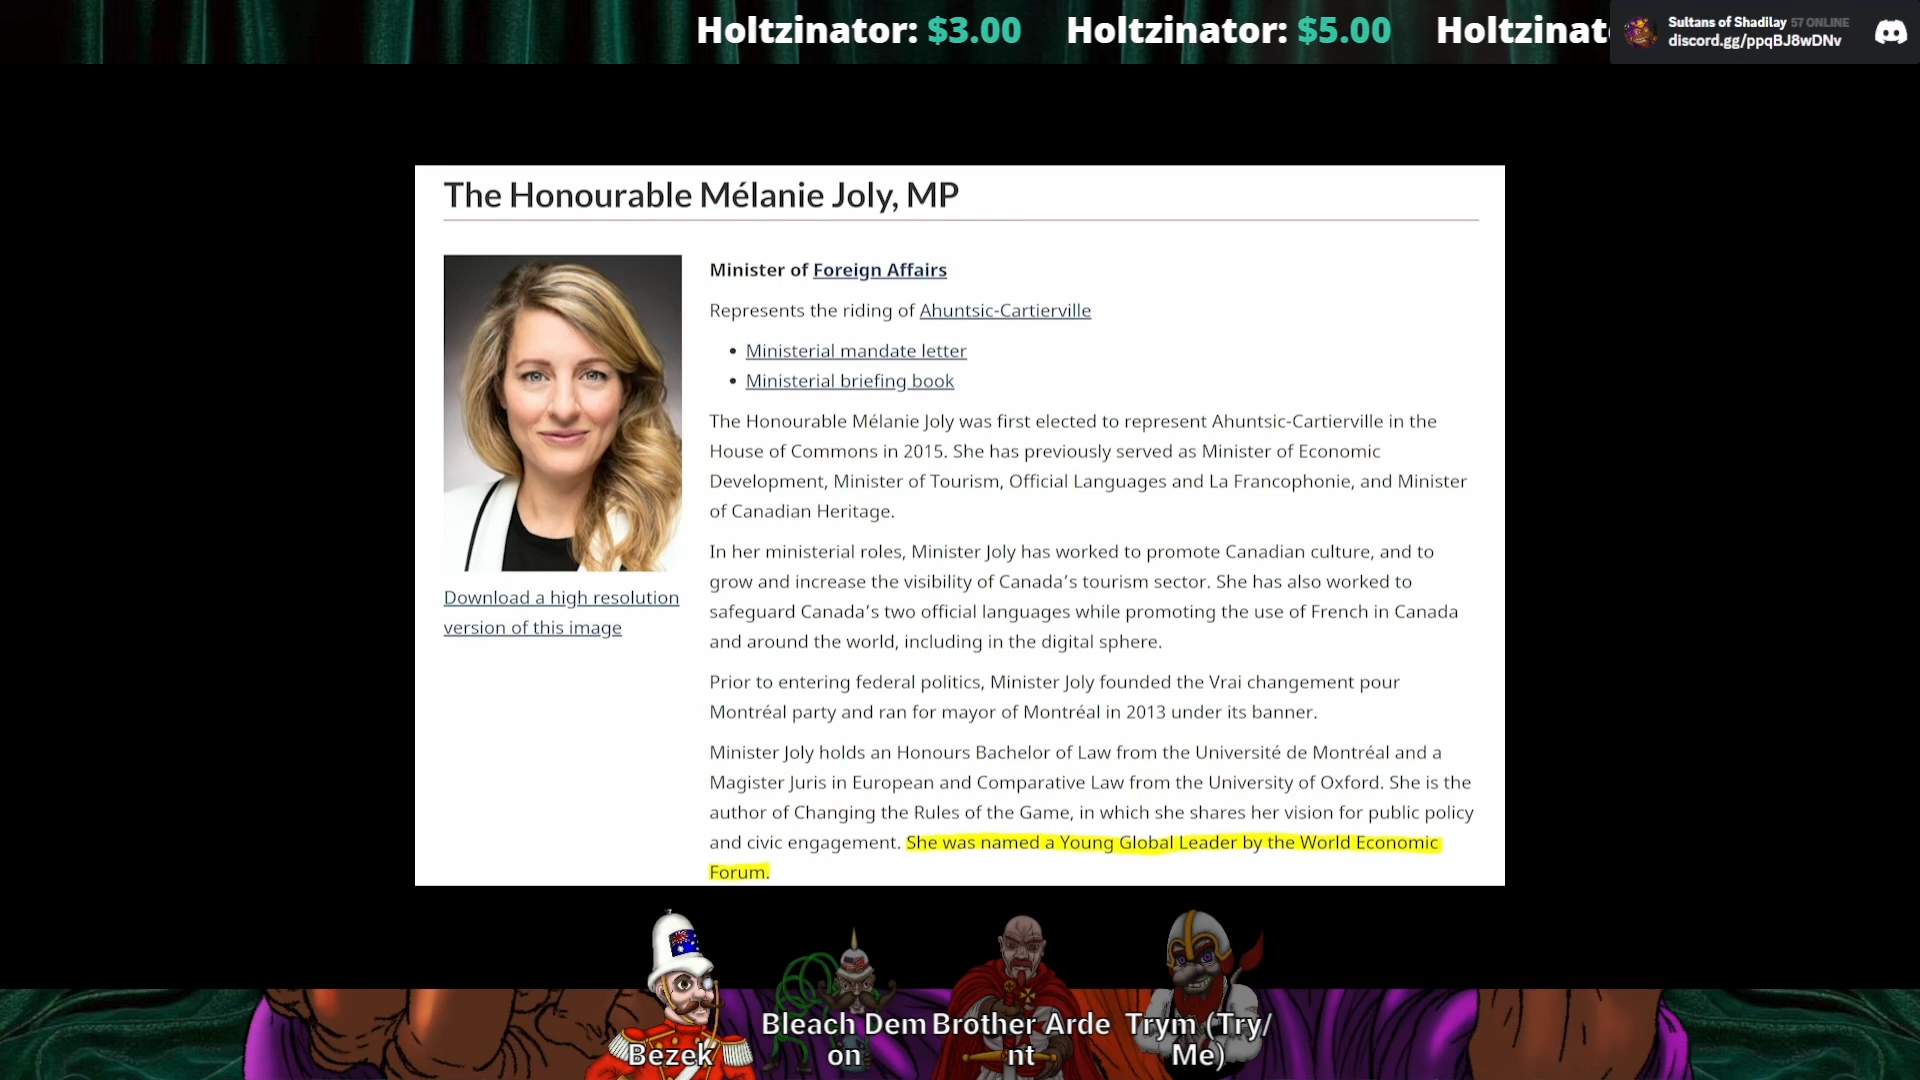 Holtzinator: $3.00 Holtzinator: $5.00 Holtzinat
Sultans of Shadilay 57 ONLINE
discord.gg/ppqBJ8wDNv
The Honourable Mélanie Joly, MP
Minister of Foreign Affairs
Represents the riding of Ahuntsic-Cartierville
• Ministerial mandate letter
• Ministerial briefing book
The Honourable Mélanie Joly was first elected to represent Ahuntsic-Cartierville in the
House of Commons in 2015. She has previously served as Minister of Economic
Development, Minister of Tourism, Official Languages and La Francophonie, and Minister
of Canadian Heritage.
In her ministerial roles, Minister Joly has worked to promote Canadian culture, and to
grow and increase the visibility of Canada's tourism sector. She has also worked to
safeguard Canada's two official languages while promoting the use of French in Canada
and around the world, including in the digital sphere.
Prior to entering federal politics, Minister Joly founded the Vrai changement pour
Montréal party and ran for mayor of Montréal in 2013 under its banner.
Minister Joly holds an Honours Bachelor of Law from the Université de Montréal and a
Magister Juris in European and Comparative Law from the University of Oxford. She is the
author of Changing the Rules of the Game, in which she shares her vision for public policy
and civic engagement. She was named a Young Global Leader by the World Economic
Forum.
Download a high resolution
version of this image
Bezek
Bleach Dem
on
Brother Arde
nt
Trym (Try/
Me)